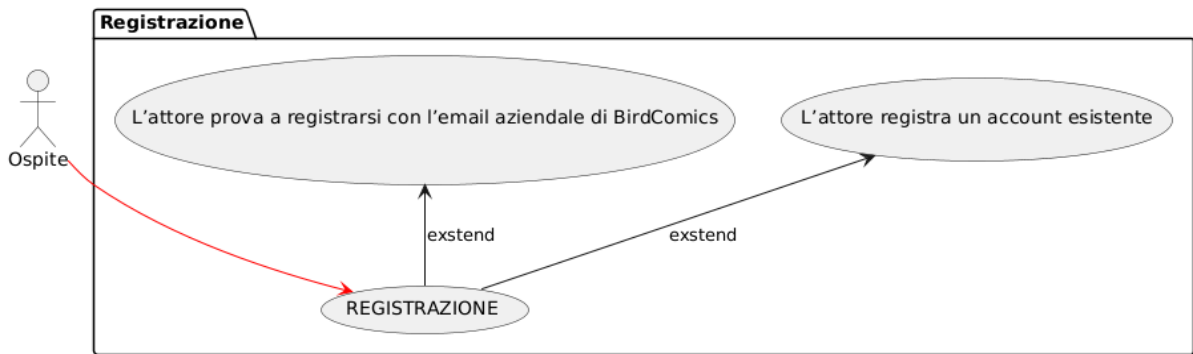 Registrazione
L’attore prova a registrarsi con l’email aziendale di BirdComics
L’attore registra un account esistente
Ospite
exstend
exstend
REGISTRAZIONE